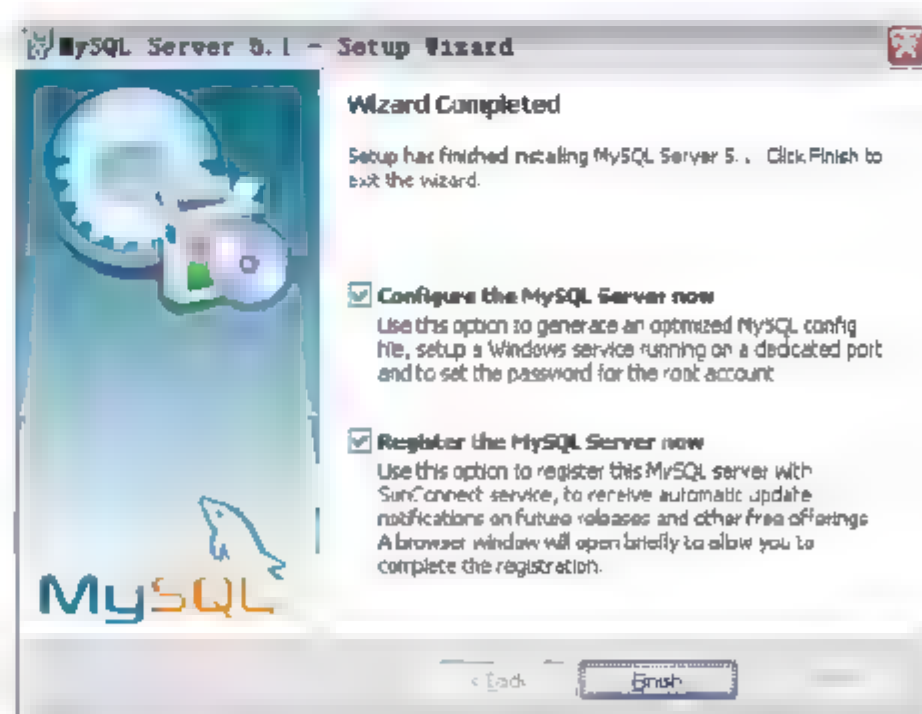 MySQL Server 5.1 - Setup Wizard
Wizard Completed
Setup has finished installing MySQL Server 5. . Click Finish to
exit the wizard.
Configure the MySQL Server now
Use this option to generate an optimized MySQL config
file, setup a Windows service running on a dedicated port
and to set the password for the root account
Register the MySQL Server now
Use this option to register this MySQL server with
SunConnect service, to receive automatic update
notifications on future releases and other free offerings
A browser window will open briefly to allow you to
complete the registration.
MySQL
< Back
Finish